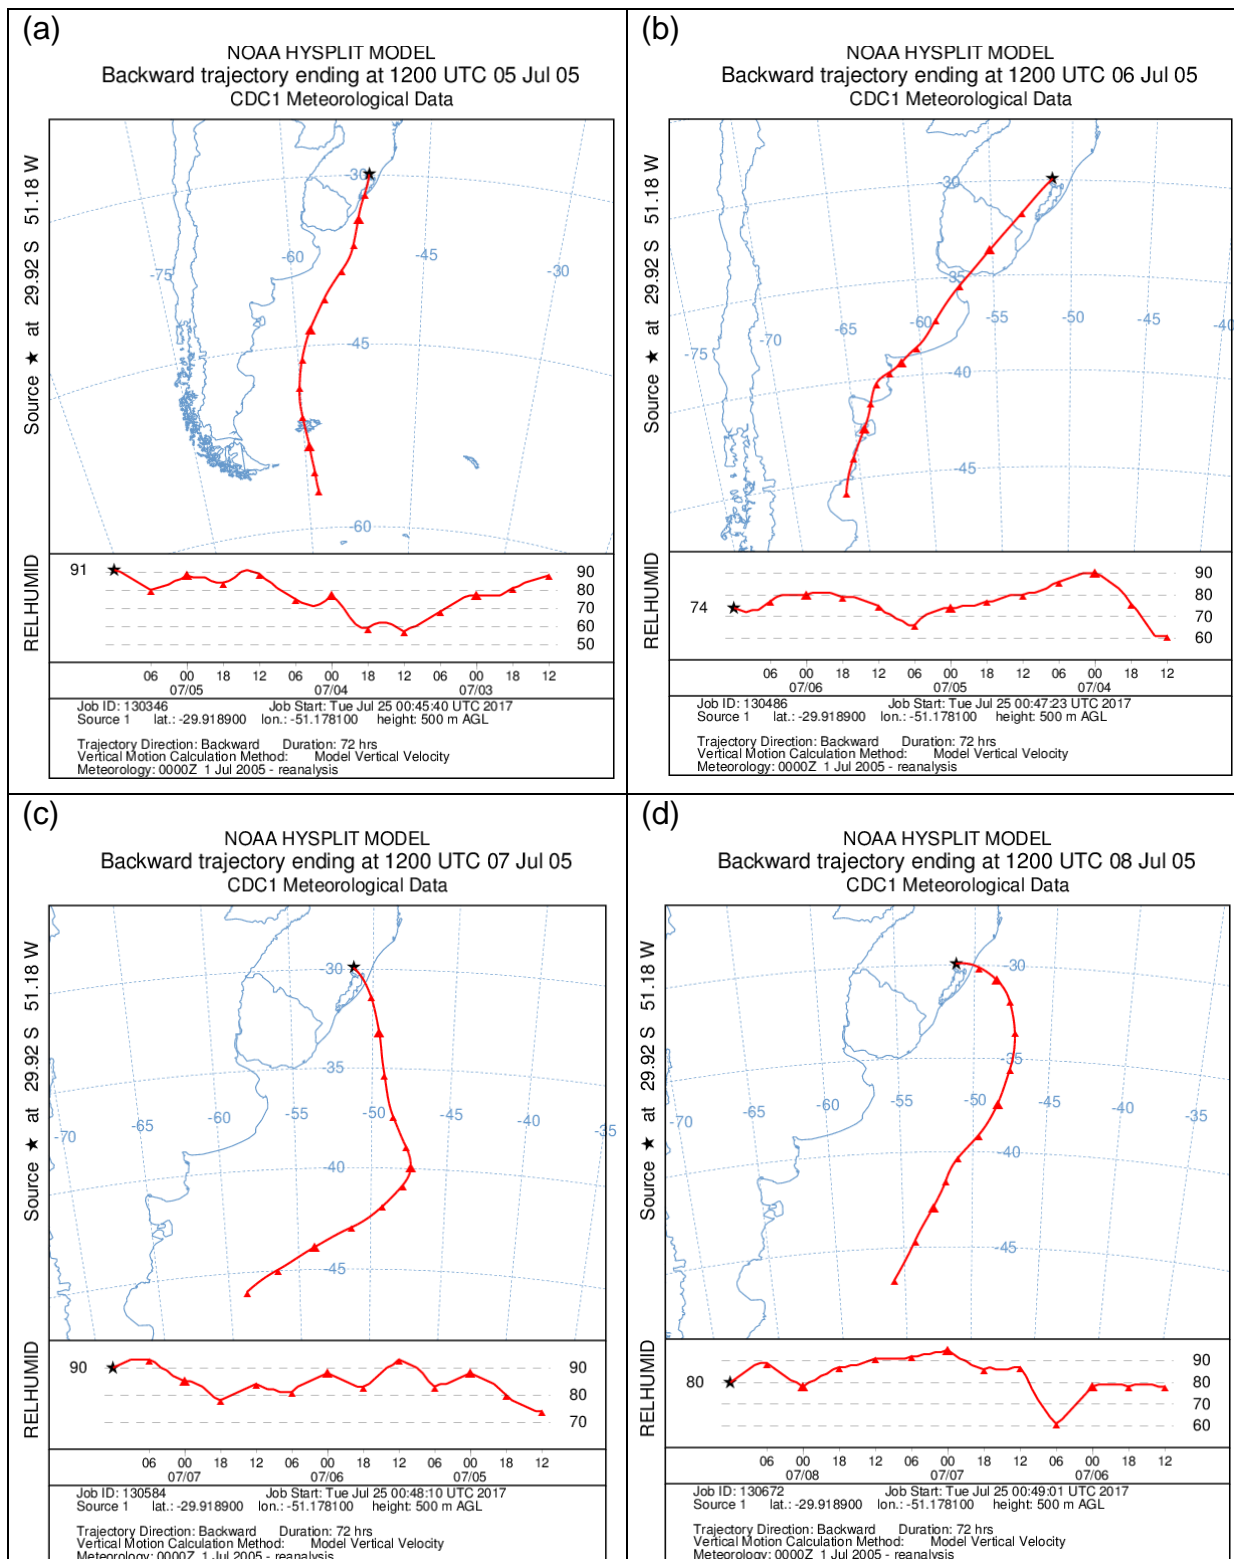 (a)
NOAA HYSPLIT MODEL
Backward trajectory ending at 1200 UTC 05 Jul 05
CDC1 Meteorological Data
Source ★ at 29.92 S 51.18 W
-30
-45
-60
-30
-75
-45
-60
RELHUMID
91
90
80
70
60
50
06 00 18 12 06 00 18 12 06 00 18 12
07/05 07/04 07/03
Job ID: 130346 Job Start: Tue Jul 25 00:45:40 UTC 2017
Source 1 lat.: -29.918900 lon.: -51.178100 height: 500 m AGL
Trajectory Direction: Backward Duration: 72 hrs
Vertical Motion Calculation Method: Model Vertical Velocity
Meteorology: 0000Z 1 Jul 2005 - reanalysis
(b)
NOAA HYSPLIT MODEL
Backward trajectory ending at 1200 UTC 06 Jul 05
CDC1 Meteorological Data
Source ★ at 29.92 S 51.18 W
-30
-35
-50
-45
-40
-55
-60
-65
-70
-75
-40
-45
RELHUMID
74
90
80
70
60
06 00 18 12 06 00 18 12 06 00 18 12
07/06 07/05 07/04
Job ID: 130486 Job Start: Tue Jul 25 00:47:23 UTC 2017
Source 1 lat.: -29.918900 lon.: -51.178100 height: 500 m AGL
Trajectory Direction: Backward Duration: 72 hrs
Vertical Motion Calculation Method: Model Vertical Velocity
Meteorology: 0000Z 1 Jul 2005 - reanalysis
(c)
NOAA HYSPLIT MODEL
Backward trajectory ending at 1200 UTC 07 Jul 05
CDC1 Meteorological Data
Source ★ at 29.92 S 51.18 W
-30
-35
-55
-50
-45
-40
-35
-60
-65
-70
-40
-45
RELHUMID
90
90
80
70
06 00 18 12 06 00 18 12 06 00 18 12
07/07 07/06 07/05
Job ID: 130584 Job Start: Tue Jul 25 00:48:10 UTC 2017
Source 1 lat.: -29.918900 lon.: -51.178100 height: 500 m AGL
Trajectory Direction: Backward Duration: 72 hrs
Vertical Motion Calculation Method: Model Vertical Velocity
Meteorology: 0000Z 1 Jul 2005 - reanalysis
(d)
NOAA HYSPLIT MODEL
Backward trajectory ending at 1200 UTC 08 Jul 05
CDC1 Meteorological Data
Source ★ at 29.92 S 51.18 W
-30
-35
-50
-45
-40
-55
-60
-65
-70
-40
-45
RELHUMID
80
90
80
70
60
06 00 18 12 06 00 18 12 06 00 18 12
07/08 07/07 07/06
Job ID: 130672 Job Start: Tue Jul 25 00:49:01 UTC 2017
Source 1 lat.: -29.918900 lon.: -51.178100 height: 500 m AGL
Trajectory Direction: Backward Duration: 72 hrs
Vertical Motion Calculation Method: Model Vertical Velocity
Meteorology: 0000Z 1 Jul 2005 - reanalysis